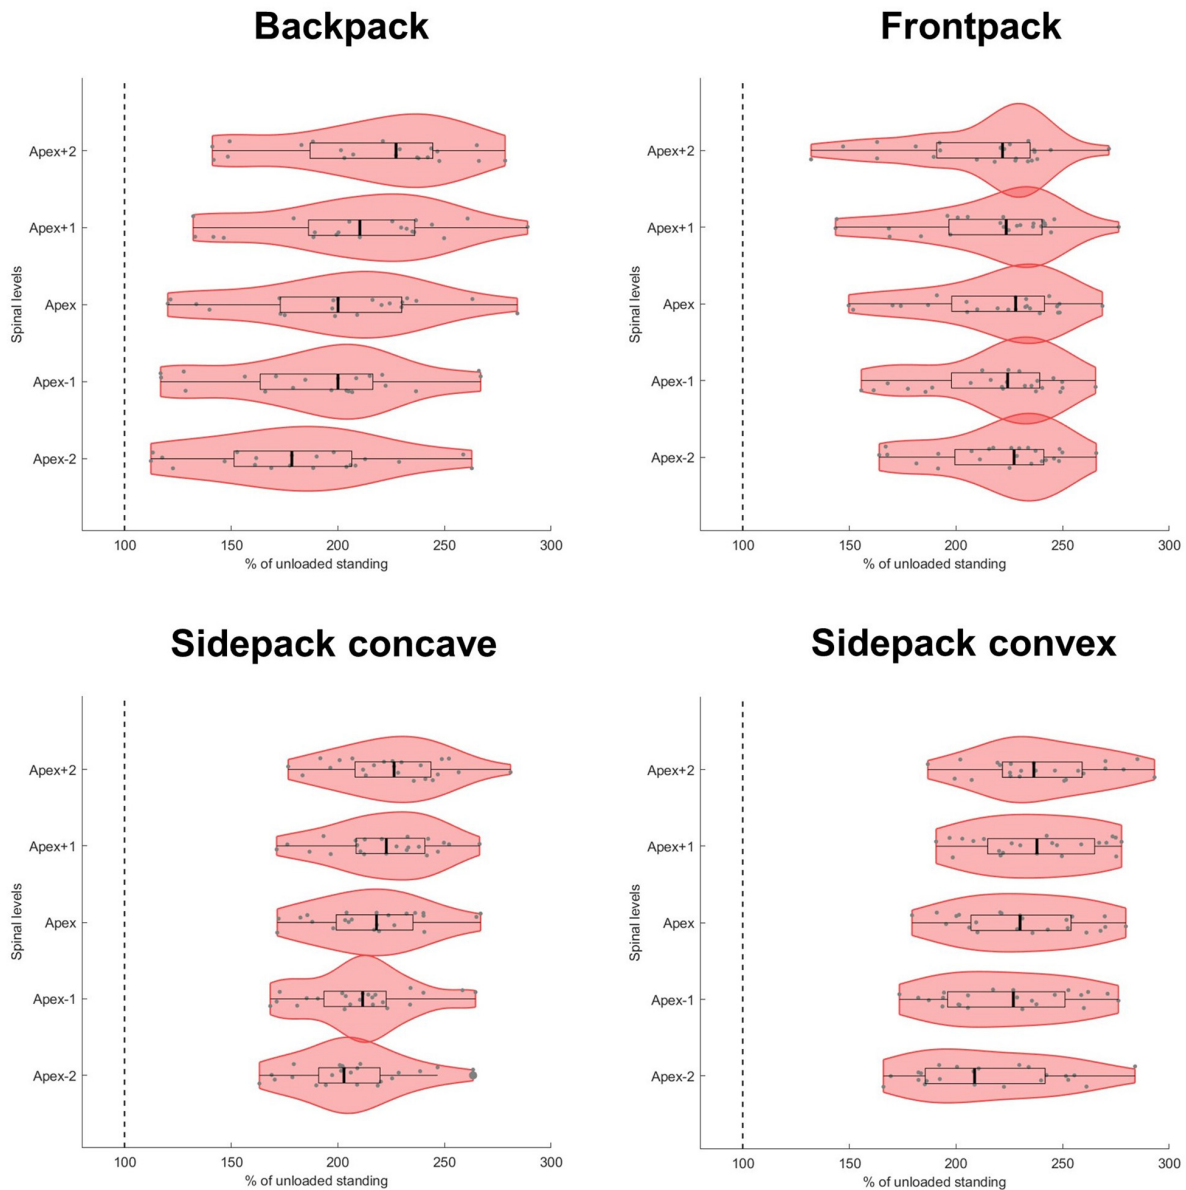 Backpack
Frontpack
Spinal levels
Apex+2
Apex+1
Apex
Apex-1
Apex-2
100 150 200 250 300
% of unloaded standing
Spinal levels
Apex+2
Apex+1
Apex
Apex-1
Apex-2
100 150 200 250 300
% of unloaded standing
Sidepack concave
Sidepack convex
Spinal levels
Apex+2
Apex+1
Apex
Apex-1
Apex-2
100 150 200 250 300
% of unloaded standing
Spinal levels
Apex+2
Apex+1
Apex
Apex-1
Apex-2
100 150 200 250 300
% of unloaded standing